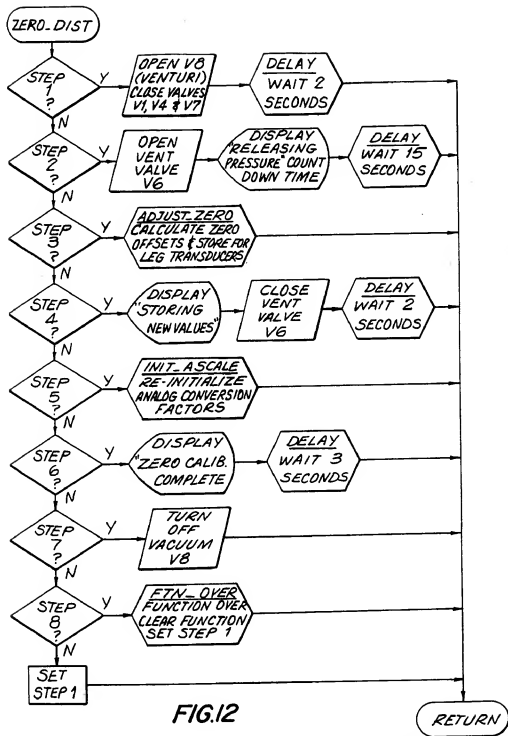 ZERO_DIST
STEP
1
?
Y
N
OPEN V8
(VENTURI)
CLOSE VALVES
V1, V4 & V7
DELAY
WAIT 2
SECONDS
STEP
2
?
Y
N
OPEN
VENT
VALVE
V6
DISPLAY
"RELEASING
PRESSURE" COUNT
DOWN TIME
DELAY
WAIT 15
SECONDS
STEP
3
?
Y
N
ADJUST_ZERO
CALCULATE ZERO
OFFSETS & STORE FOR
LEG TRANSDUCERS
STEP
4
?
Y
N
DISPLAY
"STORING
NEW VALUES"
CLOSE
VENT
VALVE
V6
DELAY
WAIT 2
SECONDS
STEP
5
?
Y
N
INIT_ASCALE
RE-INITIALIZE
ANALOG CONVERSION
FACTORS
STEP
6
?
Y
N
DISPLAY
"ZERO CALIB.
COMPLETE
DELAY
WAIT 3
SECONDS
STEP
7
?
Y
N
TURN
OFF
VACUUM
V8
STEP
8
?
Y
N
FTN_OVER
FUNCTION OVER
CLEAR FUNCTION
SET STEP 1
SET
STEP 1
FIG.12
RETURN